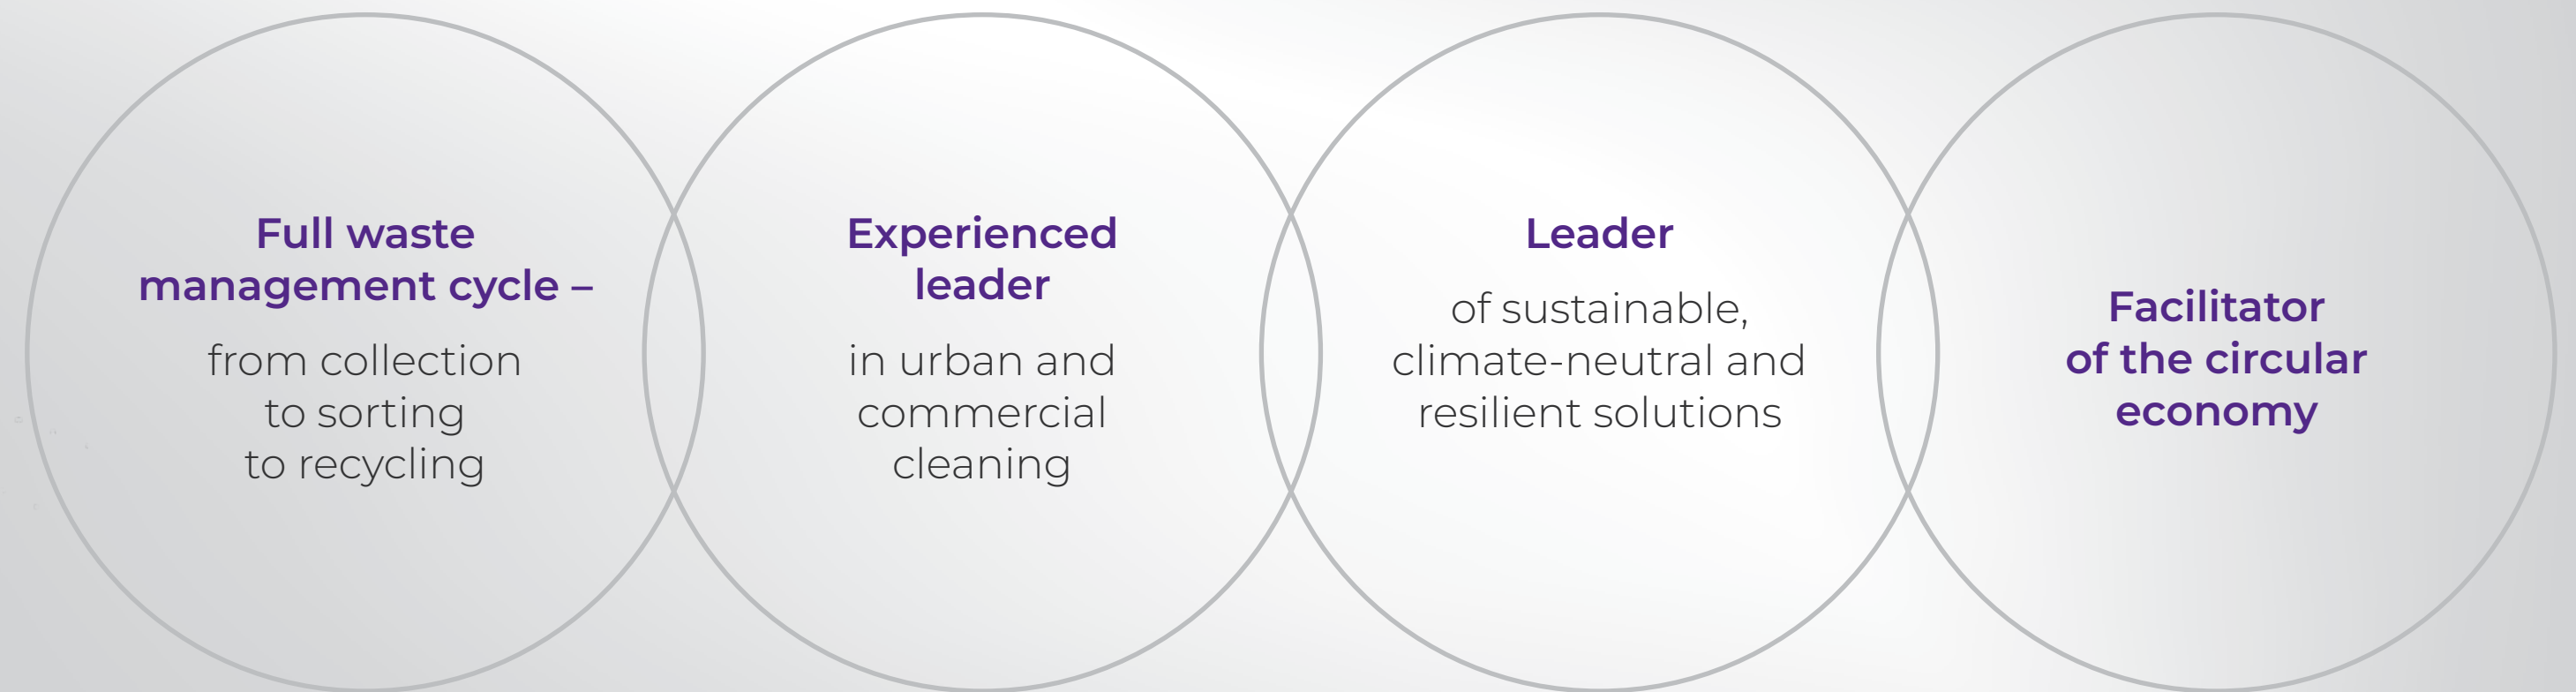 Full waste
management cycle –
from collection
to sorting
to recycling
Experienced
leader
in urban and
commercial
cleaning
Leader
of sustainable,
climate-neutral and
resilient solutions
Facilitator
of the circular
economy